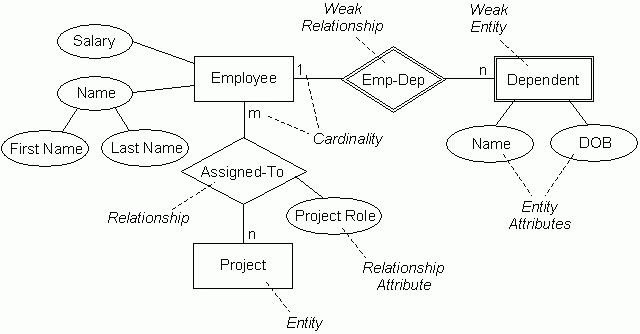 Weak
Relationship
Weak
Entity
Salary
Employee
1
Emp-Dep
n
Dependent
Name
First Name
Last Name
m
Cardinality
Name
DOB
Assigned-To
Relationship
Project Role
Entity
Attributes
n
Project
Relationship
Attribute
Entity